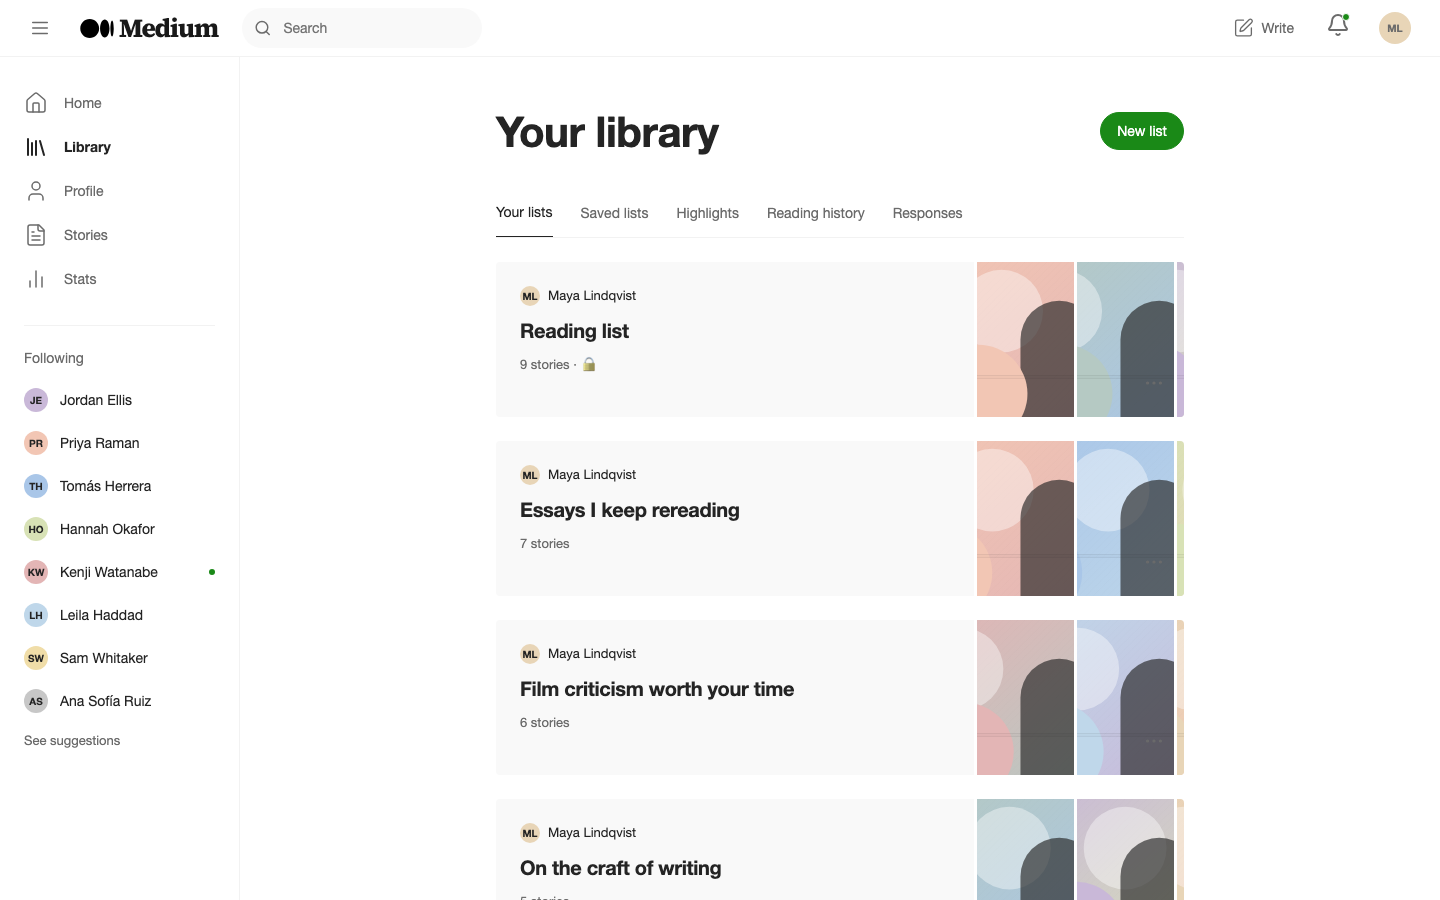 Medium
Search
Write
ML
Home
Library
Profile
Stories
Stats
Following
JE Jordan Ellis
PR Priya Raman
TH Tomás Herrera
HO Hannah Okafor
KW Kenji Watanabe
LH Leila Haddad
SW Sam Whitaker
AS Ana Sofía Ruiz
See suggestions
Your library
New list
Your lists Saved lists Highlights Reading history Responses
ML Maya Lindqvist
Reading list
9 stories · 🔒
ML Maya Lindqvist
Essays I keep rereading
7 stories
ML Maya Lindqvist
Film criticism worth your time
6 stories
ML Maya Lindqvist
On the craft of writing
5 stories